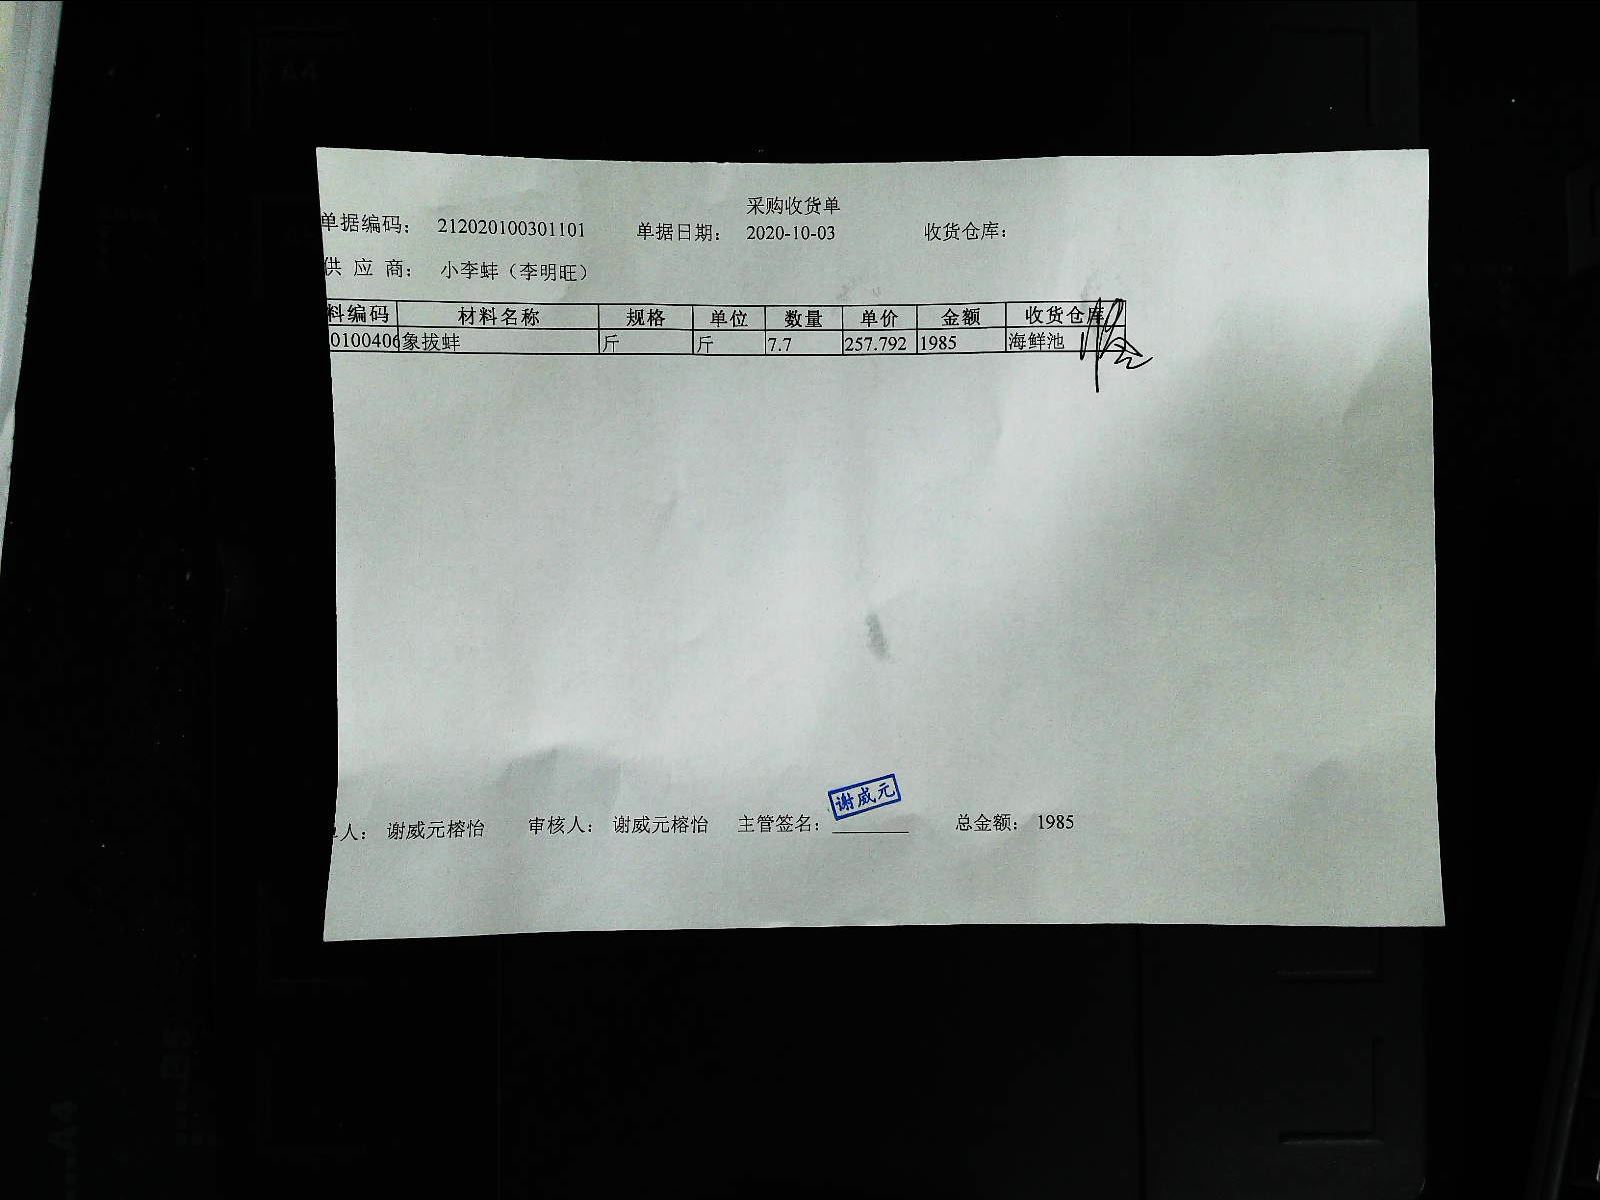 采购收货单
单据编码： 212020100301101 单据日期： 2020-10-03 收货仓库：
供 应 商： 小李蚌（李明旺）
料编码 材料名称 规格 单位 数量 单价 金额 收货仓库
0100406 象拔蚌 斤 斤 7.7 257.792 1985 海鲜池
谢威元
人： 谢威元榕怡 审核人： 谢威元榕怡 主管签名： 总金额： 1985